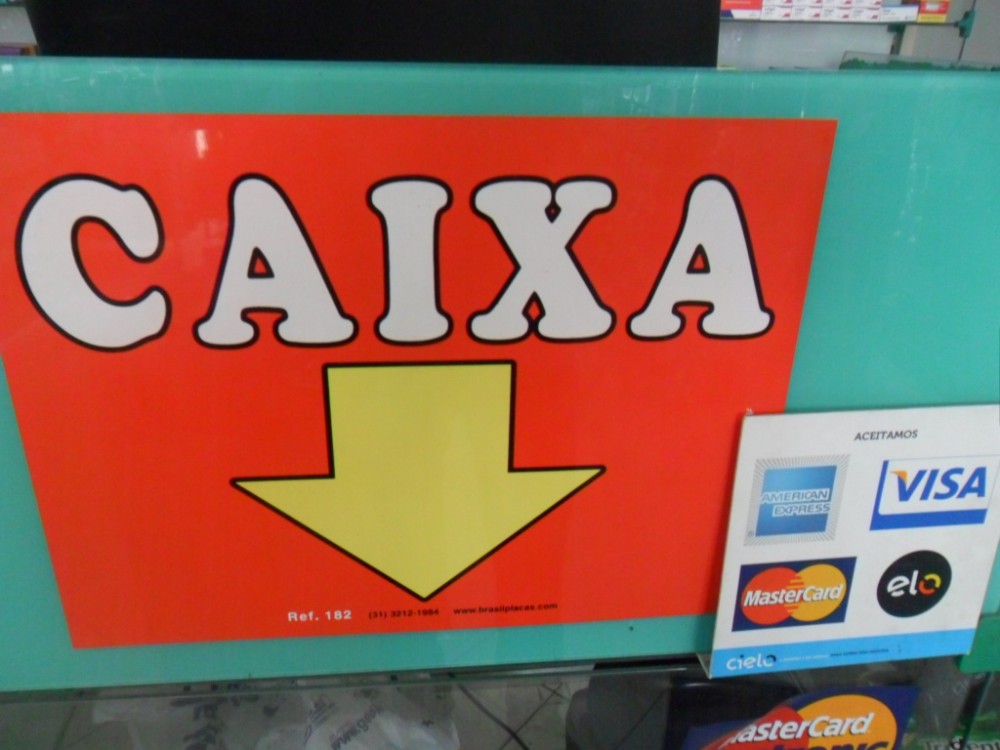 CAIXA
Ref. 182 (31) 3212-1984 www.brasilplacas.com
ACEITAMOS
AMERICAN EXPRESS
VISA
MasterCard
elo
cielo
MasterCard